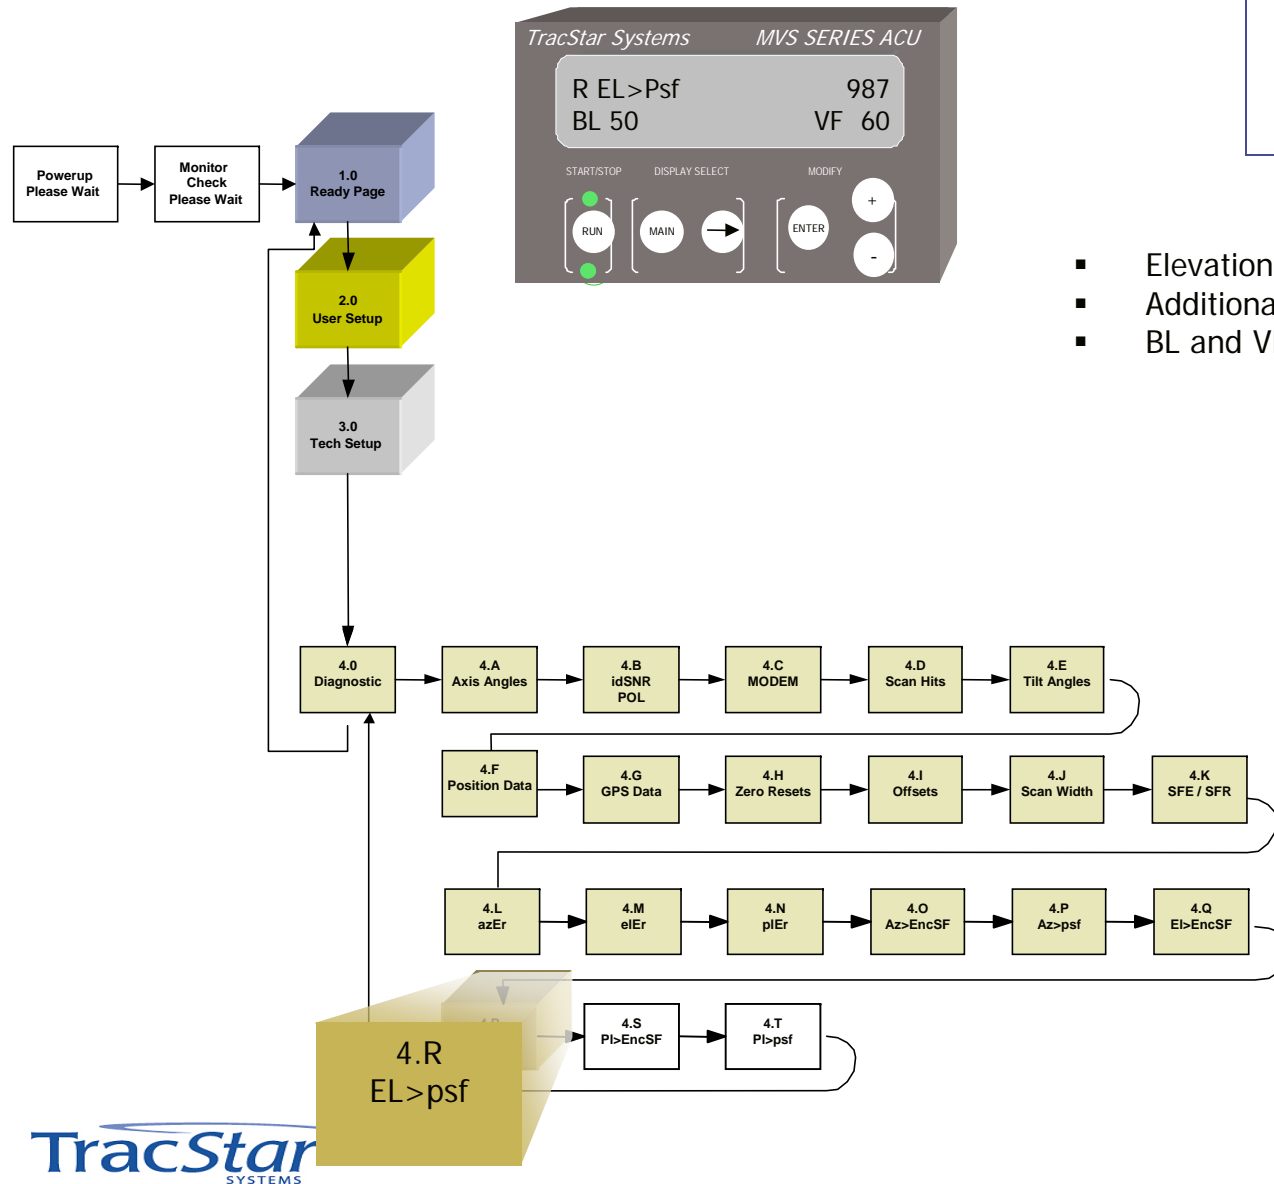 TracStar Systems MVS SERIES ACU
R EL>Psf 987
BL 50 VF 60
START/STOP DISPLAY SELECT MODIFY
RUN MAIN ENTER + -
Powerup
Please Wait
Monitor
Check
Please Wait
1.0
Ready Page
2.0
User Setup
3.0
Tech Setup
▪ Elevation
▪
▪ BL and
4.0
Diagnostic
4.A
Axis Angles
4.B
idSNR
POL
4.C
MODEM
4.D
Scan Hits
4.E
Tilt Angles
4.F
Position Data
4.G
GPS Data
4.H
Zero Resets
4.I
Offsets
4.J
Scan Width
4.K
SFE / SFR
4.L
azEr
4.M
elEr
4.N
plEr
4.O
Az>EncSF
4.P
Az>psf
4.Q
El>EncSF
4.R
EL>psf
4.S
Pl>EncSF
4.T
Pl>psf
TracStar
SYSTEMS